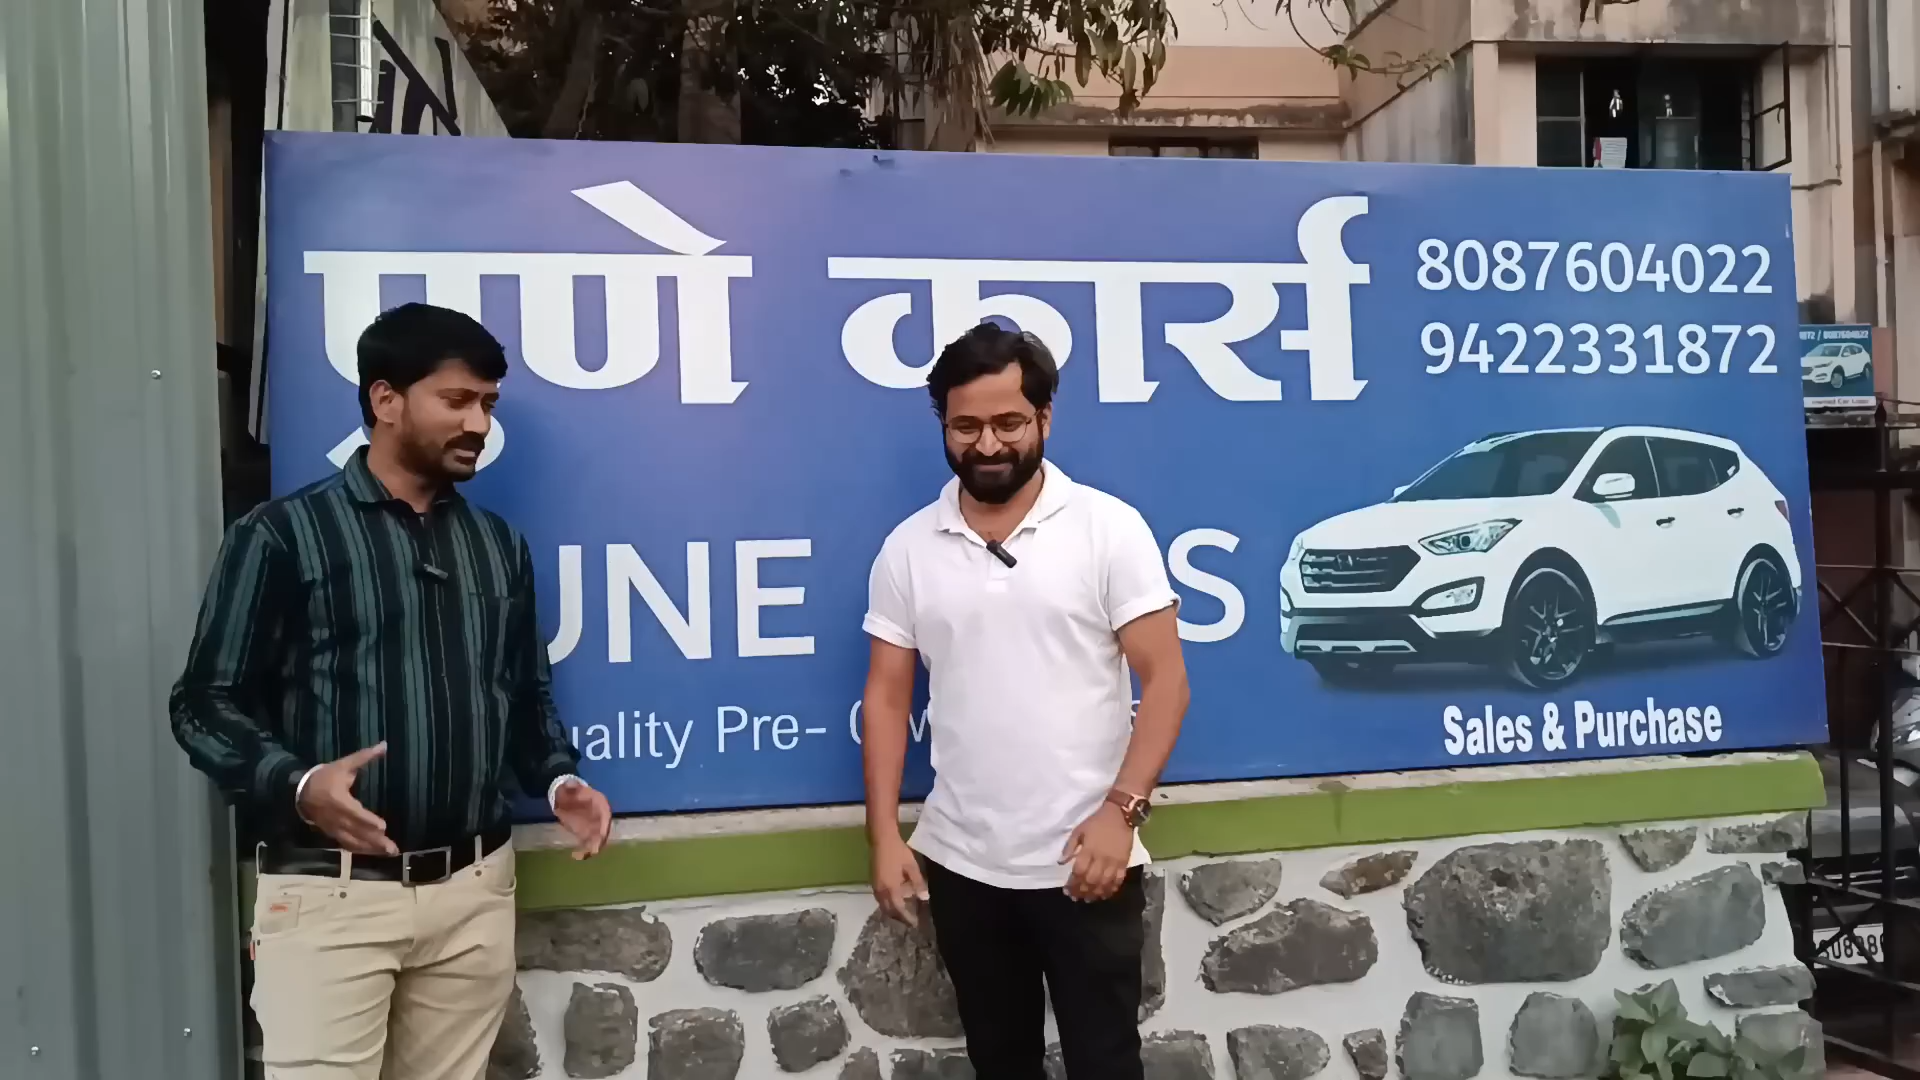 पुणे कार्स
8087604022
9422331872
UNE S
uality Pre-
Sales & Purchase